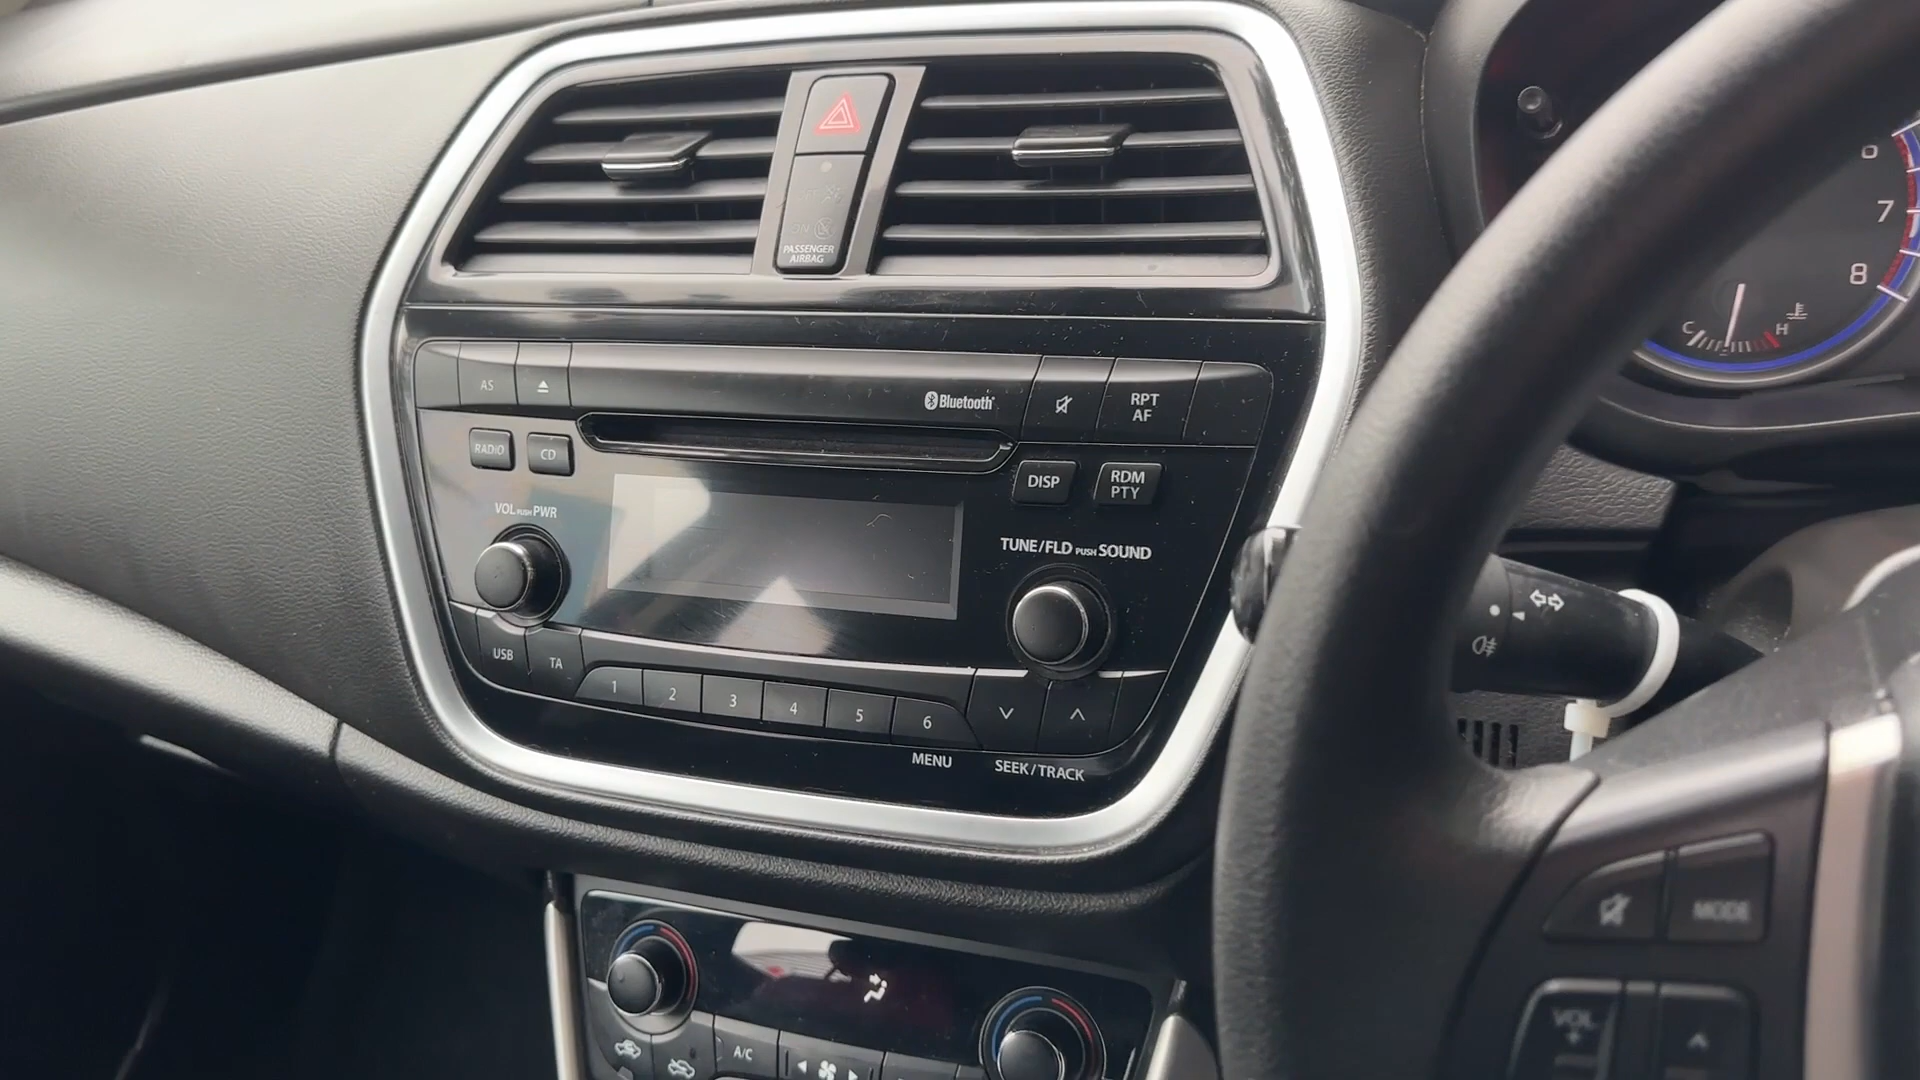 PASSENGER
AIRBAG
AS
Bluetooth
RPT
AF
RADIO
CD
DISP
RDM
PTY
VOL PUSH PWR
TUNE/FLD PUSH SOUND
USB
TA
1
2
3
4
5
6
MENU
SEEK/TRACK
6
7
8
C
H
MODE
VOL
+
A/C